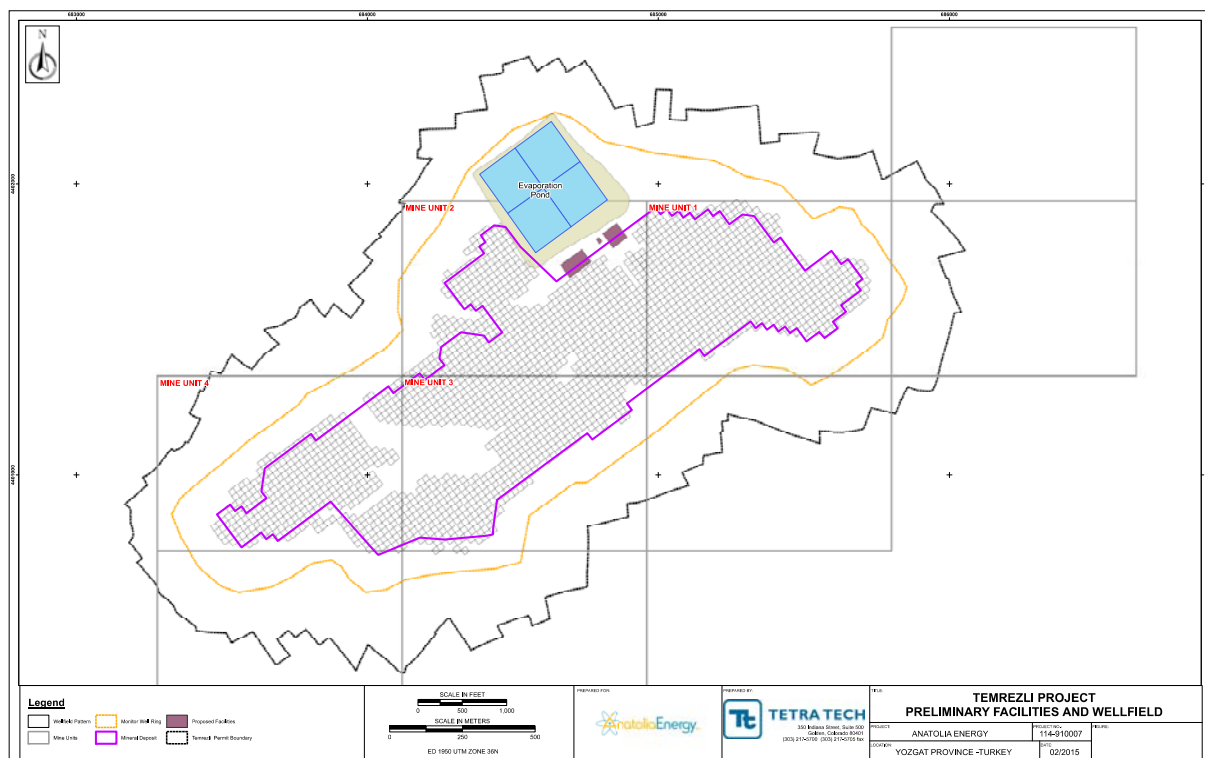 683000
684000
685000
686000
N
4402000
4401000
Evaporation
Pond
MINE UNIT 2
MINE UNIT 1
MINE UNIT 4
MINE UNIT 3
Legend
Wellfield Pattern
Monitor Well Ring
Proposed Facilities
Mine Units
Mineral Deposit
Temrezli Permit Boundary
SCALE IN FEET
0 500 1,000
SCALE IN METERS
0 250 500
ED 1950 UTM ZONE 36N
PREPARED FOR:
AnatoliaEnergy
PREPARED BY:
Tt
TETRA TECH
350 Indiana Street, Suite 500
Golden, Colorado 80401
(303) 217-5700 (303) 217-5705 fax
TITLE:
TEMREZLI PROJECT
PRELIMINARY FACILITIES AND WELLFIELD
PROJECT:
ANATOLIA ENERGY
PROJECT NO.:
114-910007
FIGURE:
LOCATION:
YOZGAT PROVINCE -TURKEY
DATE:
02/2015